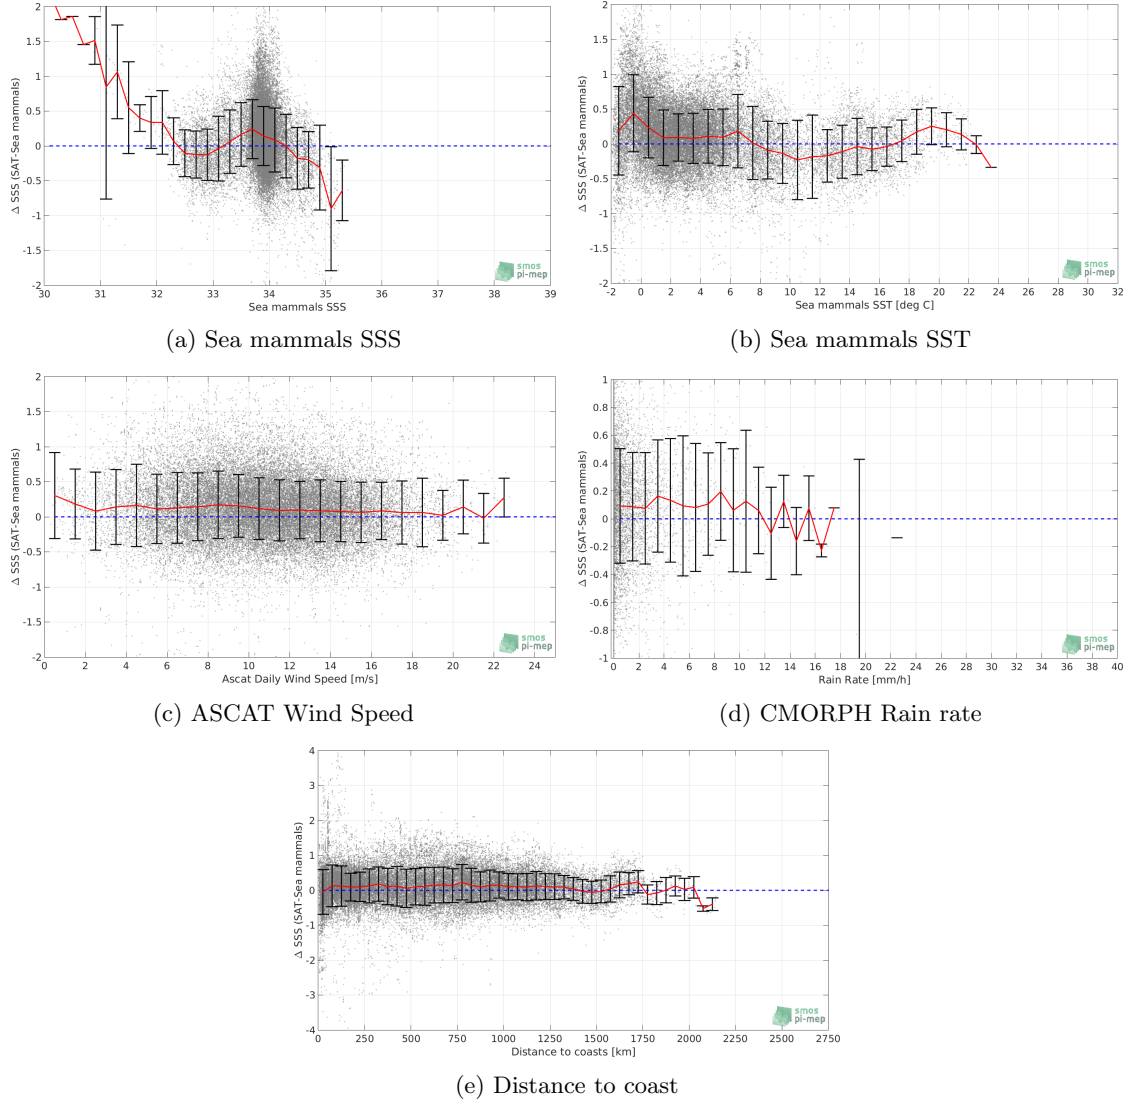 2
1.5
1
0.5
0
-0.5
-1
-1.5
-2
Δ SSS (SAT-Sea mammals)
30 31 32 33 34 35 36 37 38 39
Sea mammals SSS
smos
pi-mep
(a) Sea mammals SSS
2
1.5
1
0.5
0
-0.5
-1
-1.5
-2
Δ SSS (SAT-Sea mammals)
-2 0 2 4 6 8 10 12 14 16 18 20 22 24 26 28 30 32
Sea mammals SST [deg C]
smos
pi-mep
(b) Sea mammals SST
2
1.5
1
0.5
0
-0.5
-1
-1.5
-2
Δ SSS (SAT-Sea mammals)
0 2 4 6 8 10 12 14 16 18 20 22 24
Ascat Daily Wind Speed [m/s]
smos
pi-mep
(c) ASCAT Wind Speed
1
0.8
0.6
0.4
0.2
0
-0.2
-0.4
-0.6
-0.8
-1
Δ SSS (SAT-Sea mammals)
0 2 4 6 8 10 12 14 16 18 20 22 24 26 28 30 32 34 36 38 40
Rain Rate [mm/h]
smos
pi-mep
(d) CMORPH Rain rate
4
3
2
1
0
-1
-2
-3
-4
Δ SSS (SAT-Sea mammals)
0 250 500 750 1000 1250 1500 1750 2000 2250 2500 2750
Distance to coasts [km]
smos
pi-mep
(e) Distance to coast